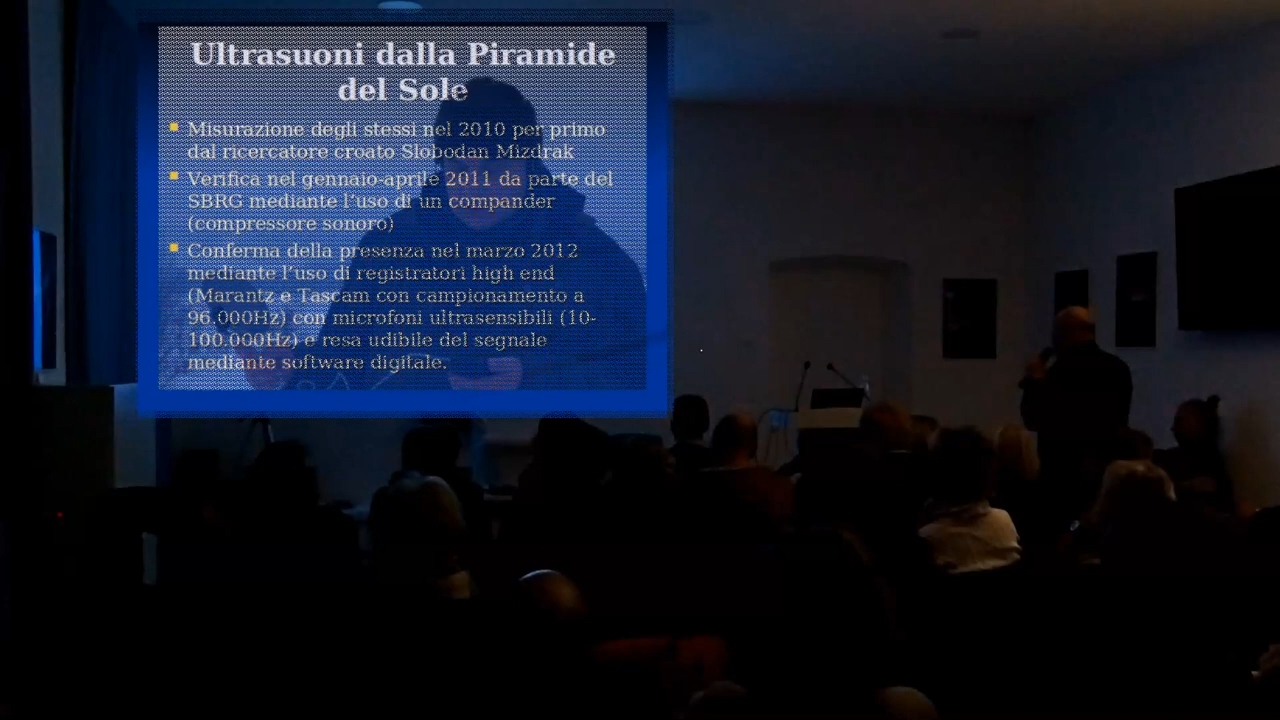 Ultrasuoni dalla Piramide
del Sole
Misurazione degli stessi nel 2010 per primo
dal ricercatore croato Slobodan Mizdrak
Verifica nel gennaio-aprile 2011 da parte del
SBRG mediante l'uso di un compander
(compressore sonoro)
Conferma della presenza nel marzo 2012
mediante l'uso di registratori high end
(Marantz e Tascam con campionamento a
96.000Hz) con microfoni ultrasensibili (10-
100.000Hz) e resa udibile del segnale
mediante software digitale.